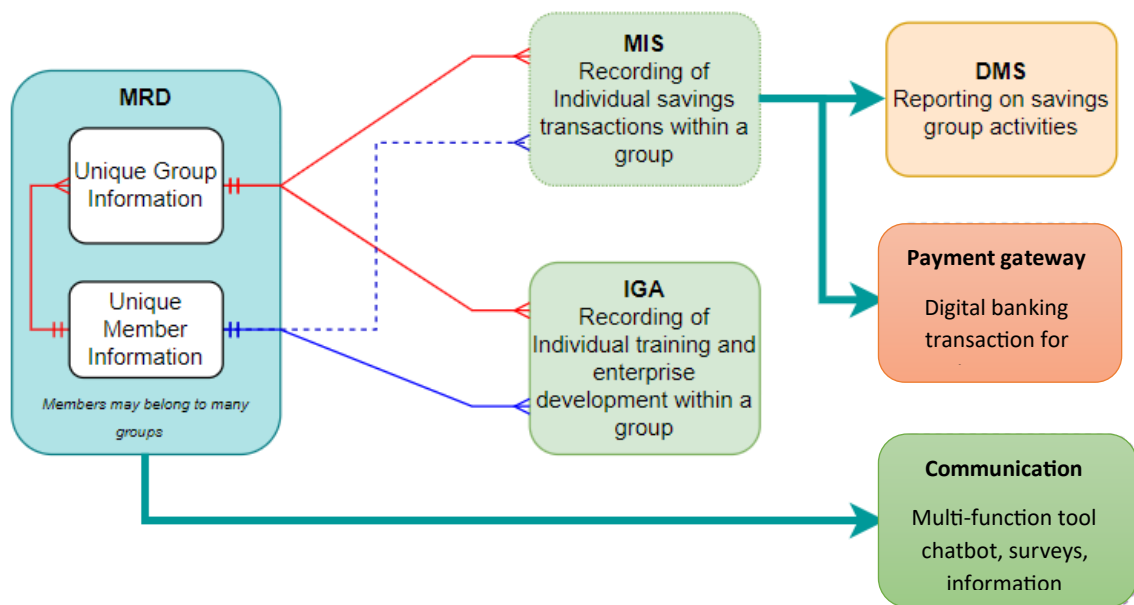 MRD
Unique Group
Information
Unique
Member
Information
Members may belong to many
groups
MIS
Recording of
Individual savings
transactions within a
group
IGA
Recording of
Individual training and
enterprise
development within a
group
DMS
Reporting on savings
group activities
Payment gateway
Digital banking
transaction for
Communication
Multi-function tool
chatbot, surveys,
information